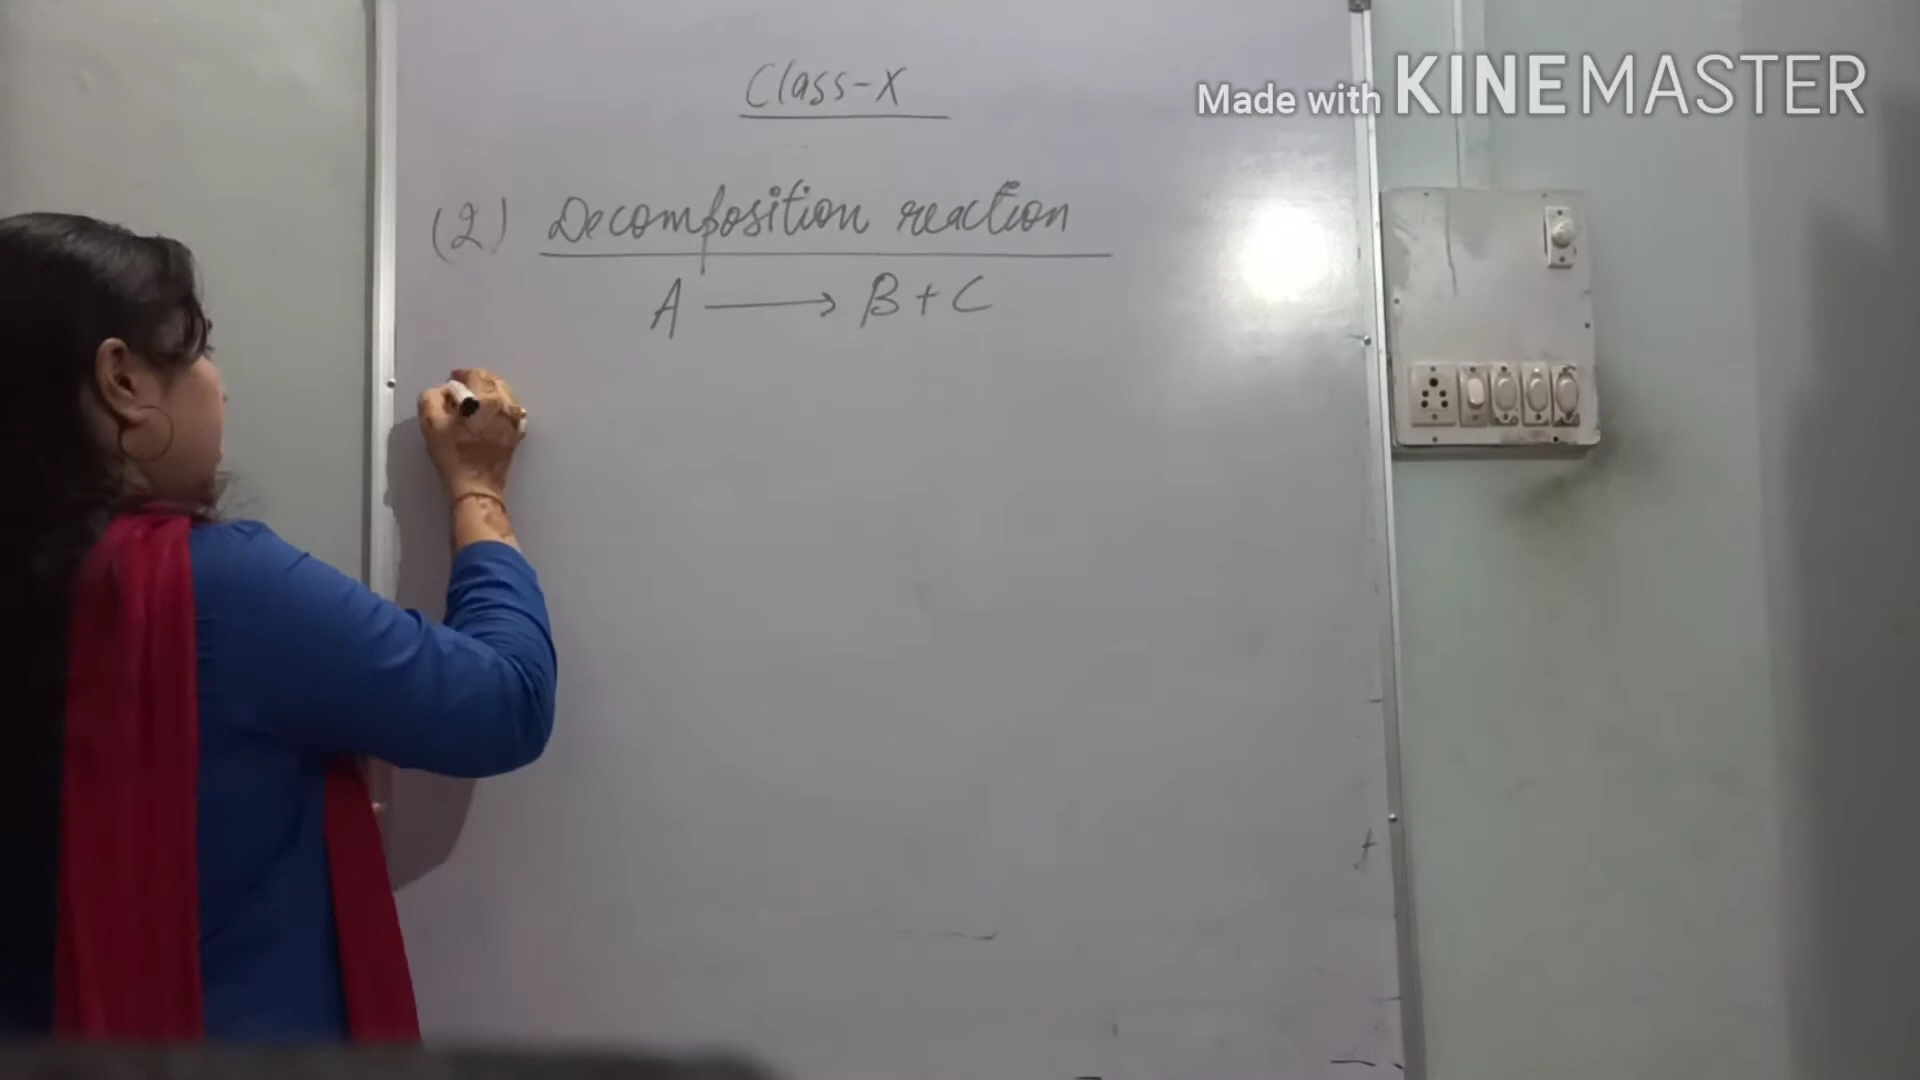 Made with KINEMASTER
Class-X
(2) Decomposition reaction
A ⟶ B + C